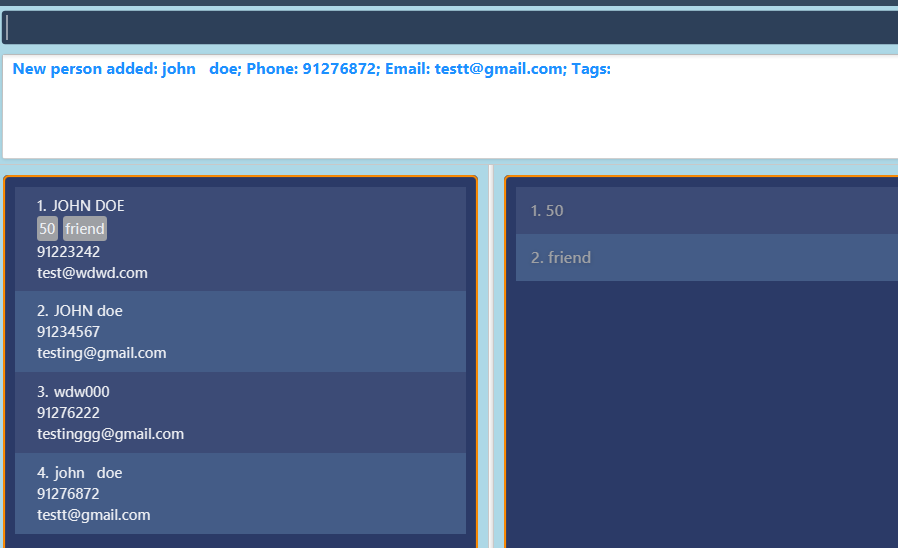 New person added: john   doe; Phone: 91276872; Email: testt@gmail.com; Tags:
1. JOHN DOE
50 friend
91223242
test@wdwd.com
2. JOHN doe
91234567
testing@gmail.com
3. wdw000
91276222
testinggg@gmail.com
4. john   doe
91276872
testt@gmail.com
1. 50
2. friend